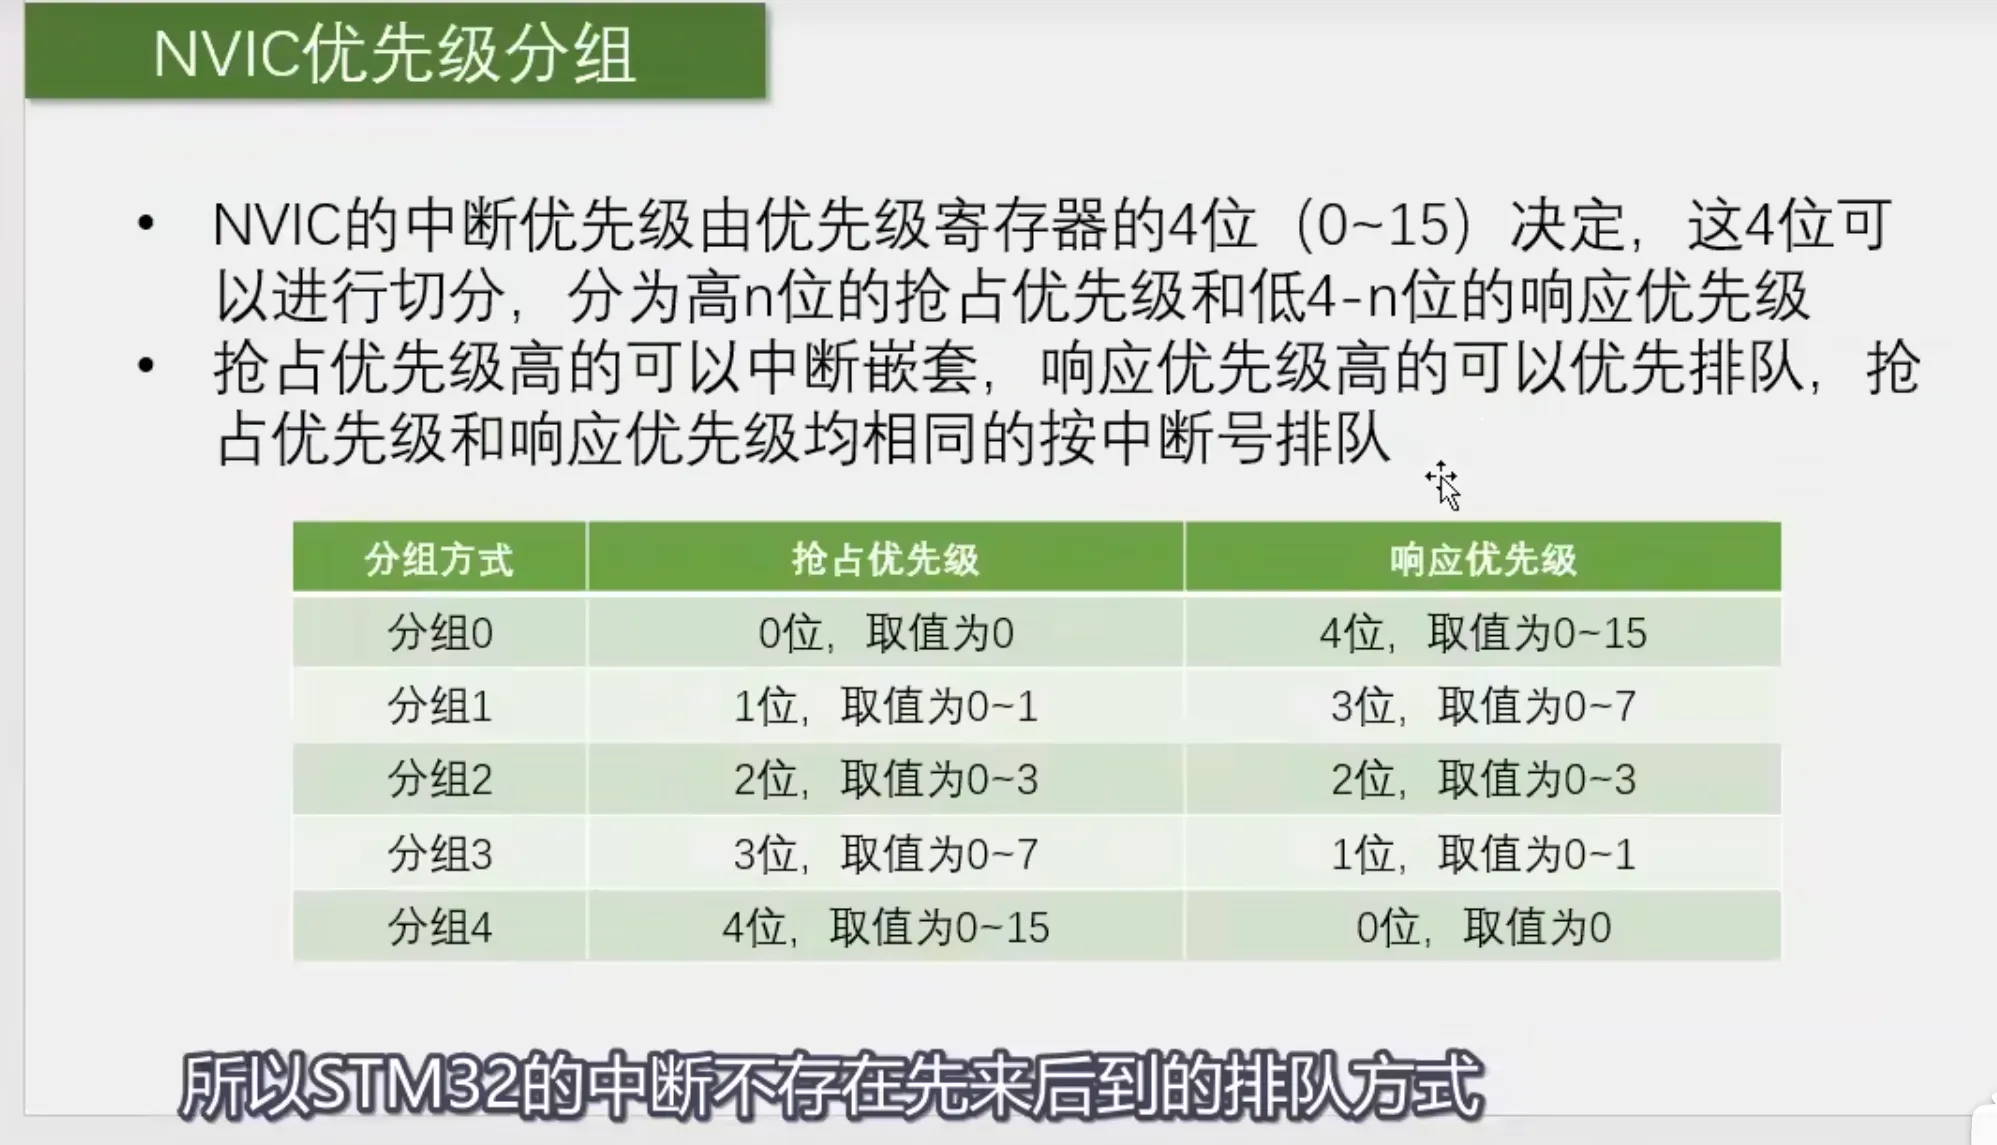 NVIC优先级分组
• NVIC的中断优先级由优先级寄存器的4位（0~15）决定，这4位可
以进行切分，分为高n位的抢占优先级和低4-n位的响应优先级
• 抢占优先级高的可以中断嵌套，响应优先级高的可以优先排队，抢
占优先级和响应优先级均相同的按中断号排队
分组方式 抢占优先级 响应优先级
分组0 0位，取值为0 4位，取值为0~15
分组1 1位，取值为0~1 3位，取值为0~7
分组2 2位，取值为0~3 2位，取值为0~3
分组3 3位，取值为0~7 1位，取值为0~1
分组4 4位，取值为0~15 0位，取值为0
所以STM32的中断不存在先来后到的排队方式